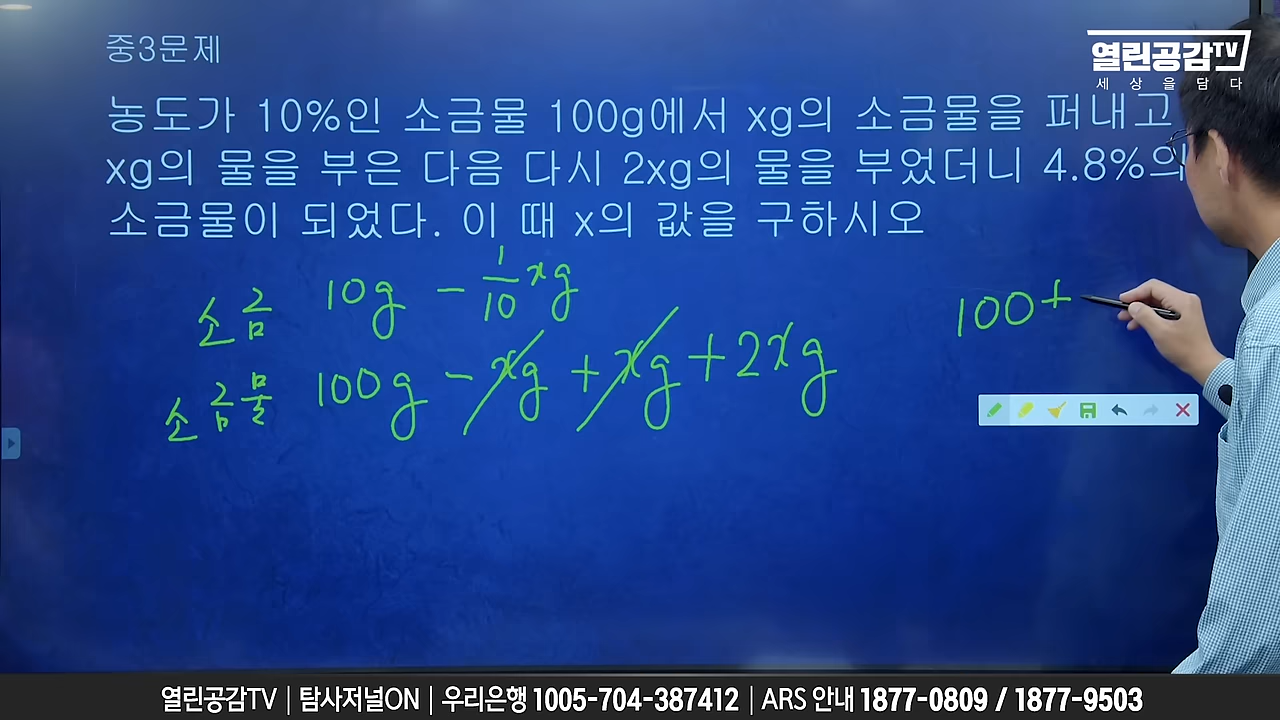 중3문제
열린공감TV
세상을담다
농도가 10%인 소금물 100g에서 xg의 소금물을 퍼내고
xg의 물을 부은 다음 다시 2xg의 물을 부었더니 4.8%의
소금물이 되었다. 이 때 x의 값을 구하시오
소금 10g - 1/10 xg
100+
소금물 100g - xg + xg + 2xg
열린공감TV | 탐사저널ON | 우리은행 1005-704-387412 | ARS 안내 1877-0809 / 1877-9503